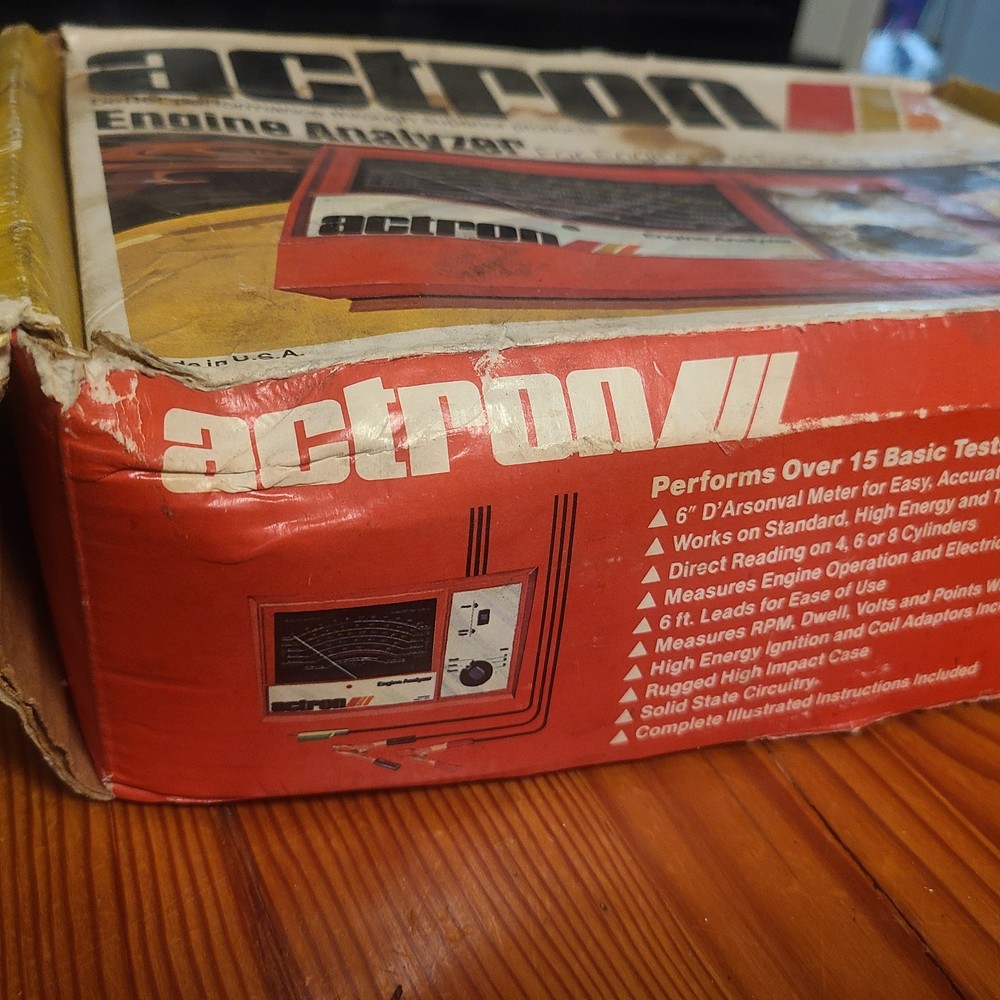 actron
Engine Analyzer
actron
Engine Analyzer
in U.S.A.
actron
Performs Over 15 Basic Tests
▲ 6" D'Arsonval Meter for Easy,
▲ Works on Standard, High Energy and
▲ Direct Reading on 4, 6 or 8 Cylinders
▲ Measures Engine Operation and
▲ 6 ft. Leads for Ease of Use
▲ Measures RPM, Dwell, Volts and Points
▲ High Energy Ignition and Coil Adaptors
▲ Rugged High Impact Case
▲ Solid State Circuitry
▲ Complete Illustrated Instructions Included
Engine Analyzer
actron